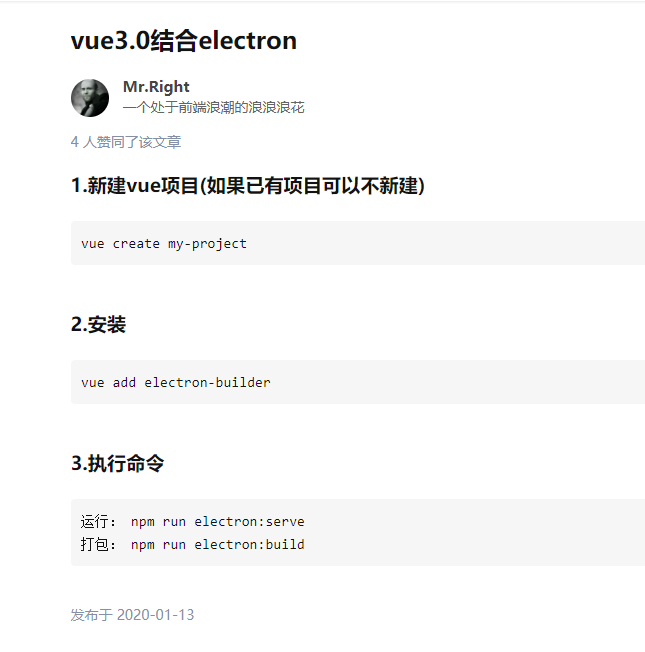 vue3.0结合electron
Mr.Right
一个处于前端浪潮的浪浪浪花
4 人赞同了该文章
1.新建vue项目(如果已有项目可以不新建)
vue create my-project
2.安装
vue add electron-builder
3.执行命令
运行: npm run electron:serve
打包: npm run electron:build
发布于 2020-01-13